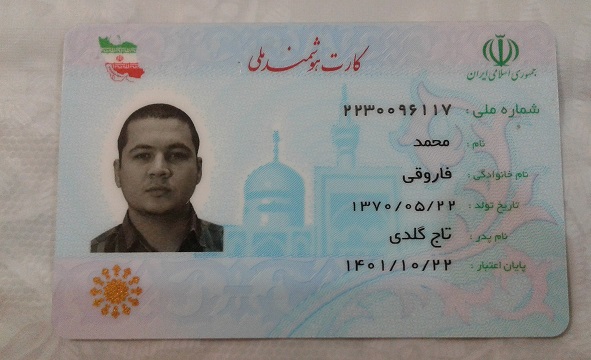 کارت هوشمند ملی
جمهوری اسلامی ایران
شماره ملی : ۲۲۳۰۰۹۶۱۱۷
نام : محمد
نام خانوادگی : فاروقی
تاریخ تولد : ۱۳۷۰/۰۵/۲۲
نام پدر : تاج گلدی
پایان اعتبار : ۱۴۰۱/۱۰/۲۲